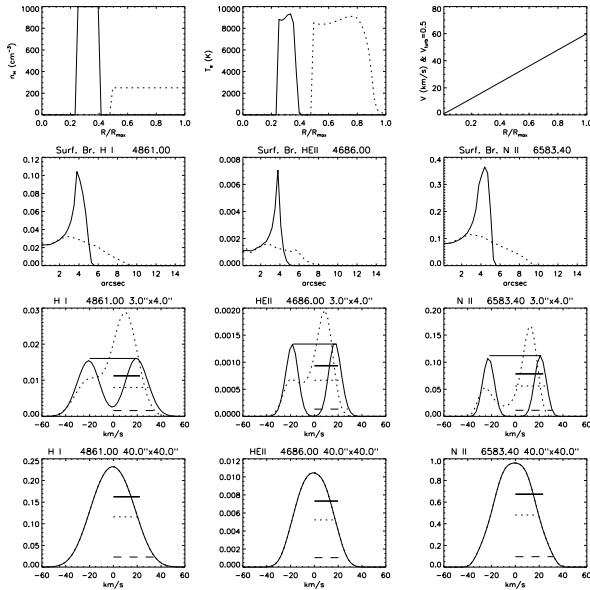 1000
800
600
400
200
0
n_H (cm^-3)
0.0 0.2 0.4 0.6 0.8 1.0
R/R_max
10000
8000
6000
4000
2000
0
T_e (K)
0.0 0.2 0.4 0.6 0.8 1.0
R/R_max
80
60
40
20
0
V (km/s) & V_turb=0.5
0.0 0.2 0.4 0.6 0.8 1.0
R/R_max
Surf. Br. H I 4861.00
0.12
0.10
0.08
0.06
0.04
0.02
0.00
2 4 6 8 10 12 14
arcsec
Surf. Br. HEII 4686.00
0.008
0.006
0.004
0.002
0.000
2 4 6 8 10 12 14
arcsec
Surf. Br. N II 6583.40
0.4
0.3
0.2
0.1
0.0
2 4 6 8 10 12 14
arcsec
H I 4861.00 3.0"x4.0"
0.03
0.02
0.01
0.00
-60 -40 -20 0 20 40 60
km/s
HEII 4686.00 3.0"x4.0"
0.0020
0.0015
0.0010
0.0005
0.0000
-60 -40 -20 0 20 40 60
km/s
N II 6583.40 3.0"x4.0"
0.20
0.15
0.10
0.05
0.00
-60 -40 -20 0 20 40 60
km/s
H I 4861.00 40.0"x40.0"
0.25
0.20
0.15
0.10
0.05
0.00
-60 -40 -20 0 20 40 60
km/s
HEII 4686.00 40.0"x40.0"
0.012
0.010
0.008
0.006
0.004
0.002
0.000
-60 -40 -20 0 20 40 60
km/s
N II 6583.40 40.0"x40.0"
1.0
0.8
0.6
0.4
0.2
0.0
-60 -40 -20 0 20 40 60
km/s